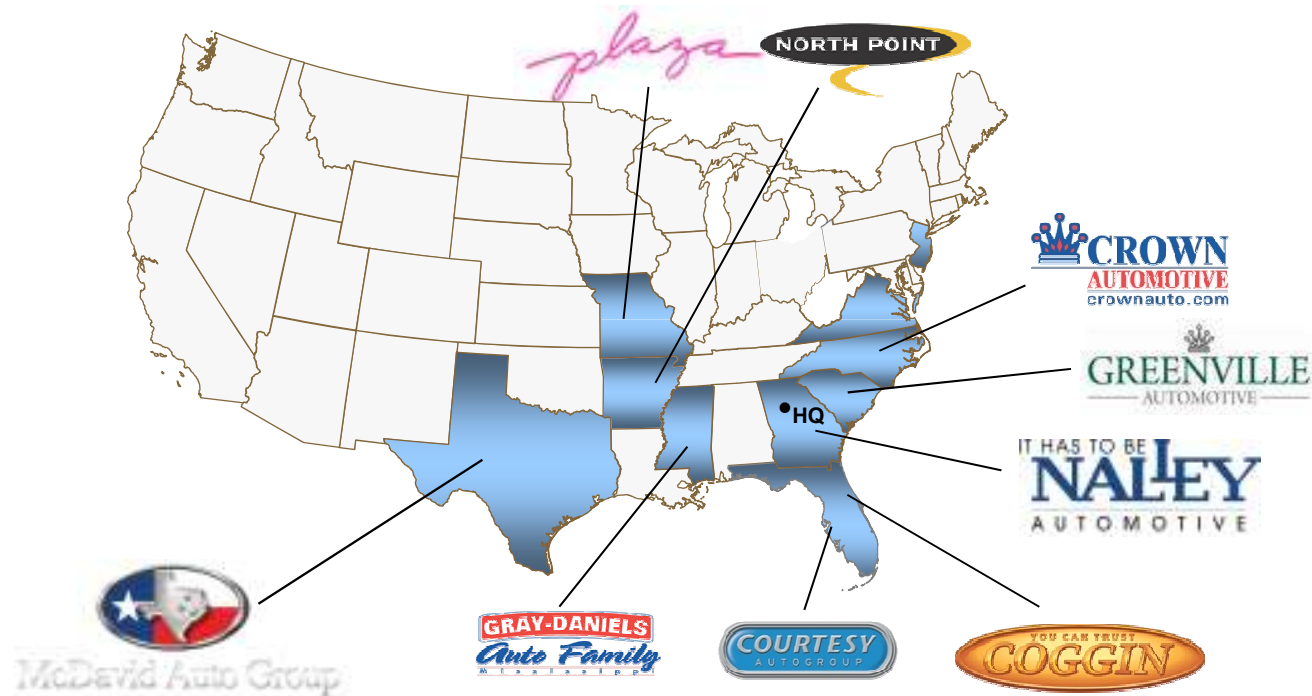 plaza
NORTH POINT
CROWN
AUTOMOTIVE
crownauto.com
GREENVILLE
AUTOMOTIVE
HQ
IT HAS TO BE
NALLEY
AUTOMOTIVE
McDavid Auto Group
GRAY-DANIELS
Auto Family
Mississippi
COURTESY
AUTOGROUP
YOU CAN TRUST
COGGIN